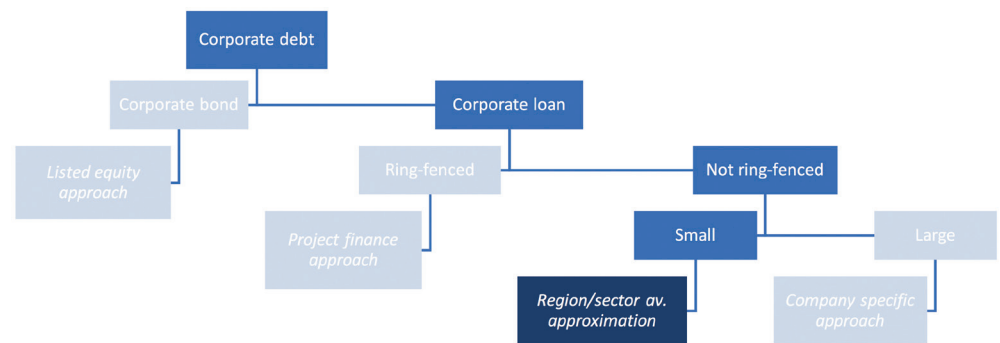 Corporate debt
Corporate bond
Corporate loan
Listed equity
approach
Ring-fenced
Not ring-fenced
Project finance
approach
Small
Large
Region/sector av.
approximation
Company specific
approach